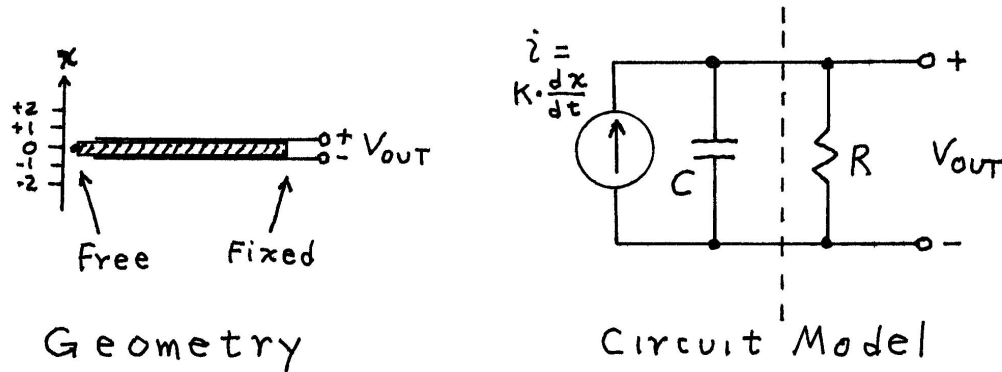 x
+2
+1
0
-1
-2
+
-
VOUT
Free
Fixed
Geometry
i =
K· dx
dt
C
R
+
VOUT
-
Circuit Model